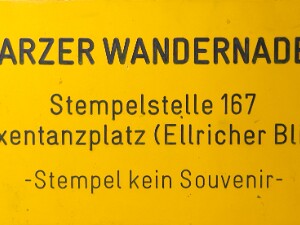 ARZER WANDERNADE
Stempelstelle 167
xentanzplatz (Ellricher Bl
-Stempel kein Souvenir-